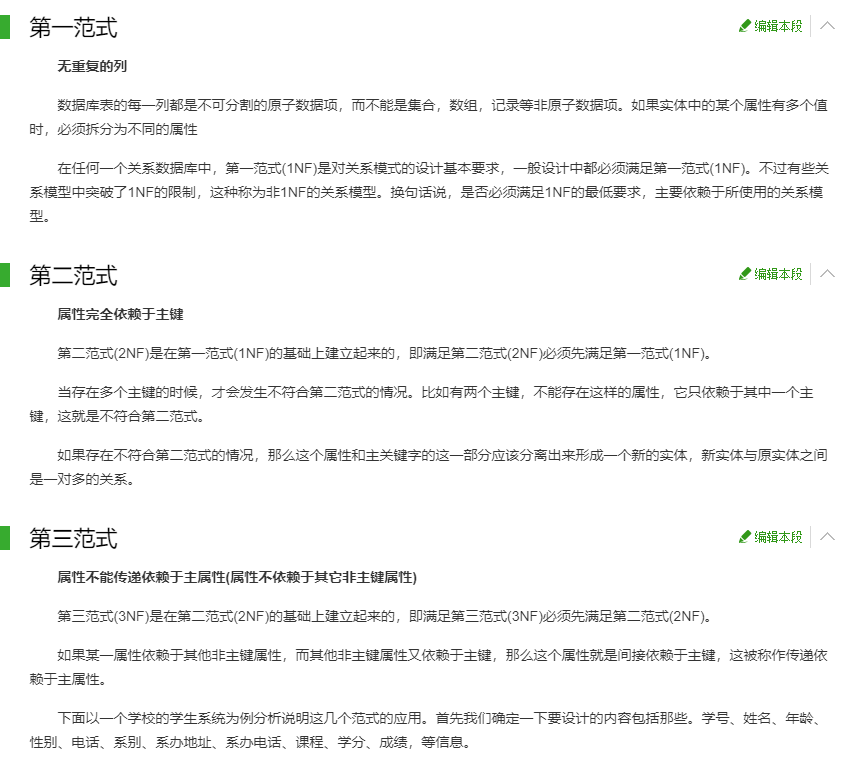 第一范式
编辑本段
无重复的列
数据库表的每一列都是不可分割的原子数据项，而不能是集合，数组，记录等非原子数据项。如果实体中的某个属性有多个值
时，必须拆分为不同的属性
在任何一个关系数据库中，第一范式(1NF)是对关系模式的设计基本要求，一般设计中都必须满足第一范式(1NF)。不过有些关
系模型中突破了1NF的限制，这种称为非1NF的关系模型。换句话说，是否必须满足1NF的最低要求，主要依赖于所使用的关系模
型。
第二范式
编辑本段
属性完全依赖于主键
第二范式(2NF)是在第一范式(1NF)的基础上建立起来的，即满足第二范式(2NF)必须先满足第一范式(1NF)。
当存在多个主键的时候，才会发生不符合第二范式的情况。比如有两个主键，不能存在这样的属性，它只依赖于其中一个主
键，这就是不符合第二范式。
如果存在不符合第二范式的情况，那么这个属性和主关键字的这一部分应该分离出来形成一个新的实体，新实体与原实体之间
是一对多的关系。
第三范式
编辑本段
属性不能传递依赖于主属性(属性不依赖于其它非主键属性)
第三范式(3NF)是在第二范式(2NF)的基础上建立起来的，即满足第三范式(3NF)必须先满足第二范式(2NF)。
如果某一属性依赖于其他非主键属性，而其他非主键属性又依赖于主键，那么这个属性就是间接依赖于主键，这被称作传递依
赖于主属性。
下面以一个学校的学生系统为例分析说明这几个范式的应用。首先我们确定一下要设计的内容包括那些。学号、姓名、年龄、
性别、电话、系别、系办地址、系办电话、课程、学分、成绩，等信息。